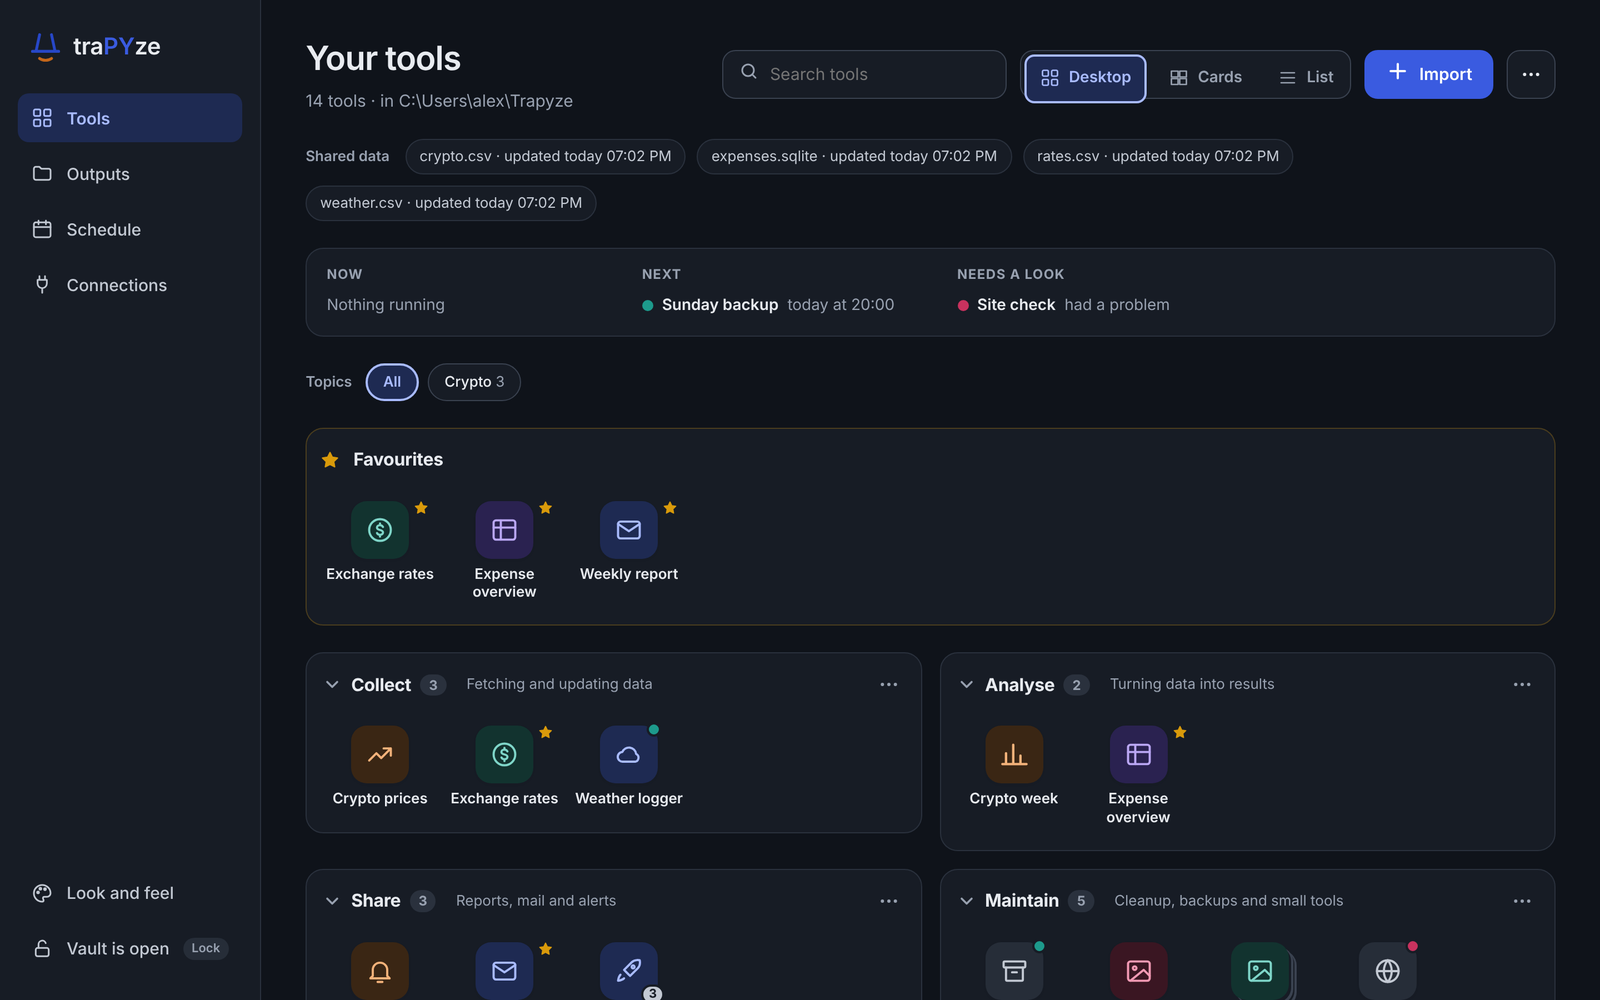 traPYze
Tools
Outputs
Schedule
Connections
Look and feel
Vault is open Lock
Your tools
14 tools · in C:\Users\alex\Trapyze
Search tools
Desktop Cards List
Import
Shared data crypto.csv · updated today 07:02 PM expenses.sqlite · updated today 07:02 PM rates.csv · updated today 07:02 PM
weather.csv · updated today 07:02 PM
NOW
Nothing running
NEXT
Sunday backup today at 20:00
NEEDS A LOOK
Site check had a problem
Topics All Crypto 3
Favourites
Exchange rates
Expense
overview
Weekly report
Collect 3 Fetching and updating data
Crypto prices
Exchange rates
Weather logger
Analyse 2 Turning data into results
Crypto week
Expense
overview
Share 3 Reports, mail and alerts
3
Maintain 5 Cleanup, backups and small tools